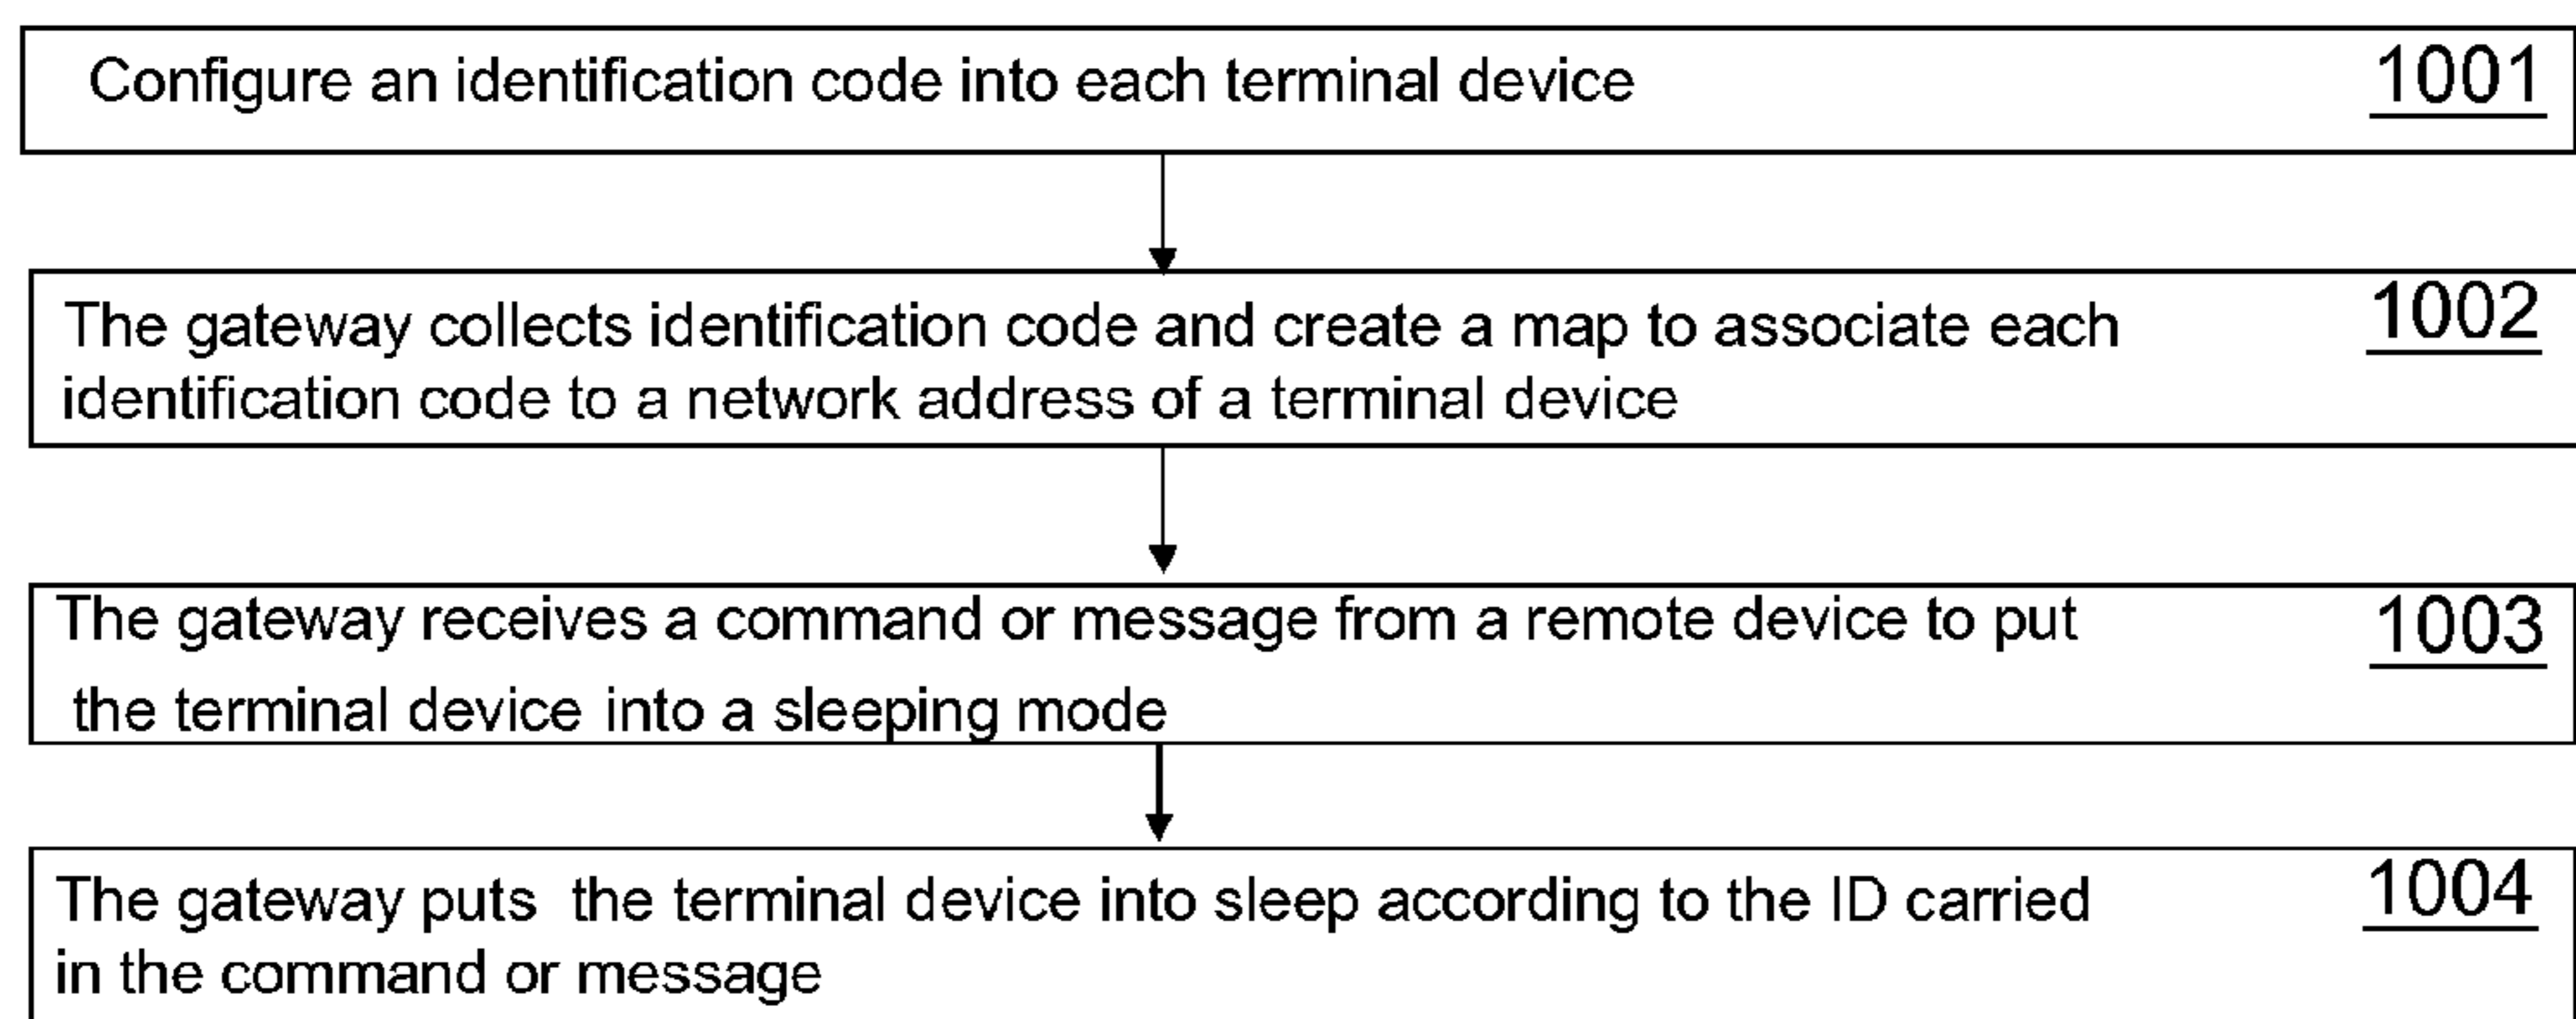 Configure an identification code into each terminal device 1001
The gateway collects identification code and create a map to associate each 1002
identification code to a network address of a terminal device
The gateway receives a command or message from a remote device to put 1003
the terminal device into a sleeping mode
The gateway puts the terminal device into sleep according to the ID carried 1004
in the command or message